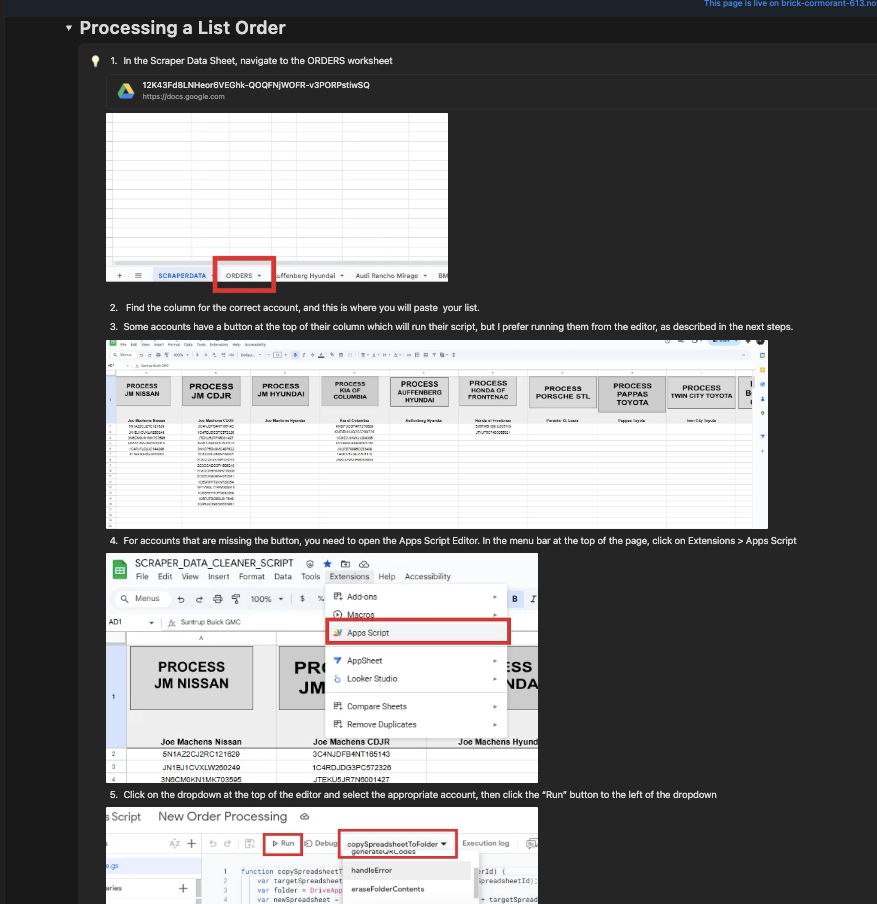 This page is live on brick-cormorant-613.no
Processing a List Order
1. In the Scraper Data Sheet, navigate to the ORDERS worksheet
https://docs.google.com
SCRAPERDATA ORDERS uffenberg Hyundai Audi Rancho Mirage BM
2. Find the column for the correct account, and this is where you will paste your list.
3. Some accounts have a button at the top of their column which will run their script, but I prefer running them from the editor, as described in the next steps.
PROCESS JM NISSAN
PROCESS JM CDJR
PROCESS JM HYUNDAI
PROCESS KIA OF COLUMBIA
PROCESS AUFFENBERG HYUNDAI
PROCESS HONDA OF FRONTENAC
PROCESS PORSCHE STL
PROCESS PAPPAS TOYOTA
PROCESS TWIN CITY TOYOTA
Joe Machens Nissan Joe Machens CDJR Joe Machens Hyundai Kia of Columbia Auffenberg Hyundai Honda of Frontenac Porsche St. Louis Pappas Toyota Twin City Toyota
4. For accounts that are missing the button, you need to open the Apps Script Editor. In the menu bar at the top of the page, click on Extensions > Apps Script
SCRAPER_DATA_CLEANER_SCRIPT
File Edit View Insert Format Data Tools Extensions Help Accessibility
Menus 100% $ % B I
Add-ons
Macros
AD1 Suntrup Buick GMC
Apps Script
A
AppSheet
Looker Studio
Compare Sheets
Remove Duplicates
1
PROCESS
JM NISSAN
PRO
JM
ESS
NDA
Joe Machens Nissan Joe Machens CDJR Joe Machens Hyund
2 5N1AZ2CJ2RC121629 3C4NJDFB4NT165143
3 JN1BJ1CVXLW260249 1C4RDJDG3PC572326
4 3N6CM0KN1MK703595 JTEKU5JR7N6001427
5. Click on the dropdown at the top of the editor and select the appropriate account, then click the “Run” button to the left of the dropdown
s Script New Order Processing
AZ + Run Debug copySpreadsheetToFolder Execution log
generateQRCodes
handleError
eraseFolderContents
e.gs
aries +
1 function copySpreadsheetT erId) {
2 var targetSpreadsheet SpreadsheetId);
3 var folder = DriveApp
4 var newSpreadsheet = + targetSpread